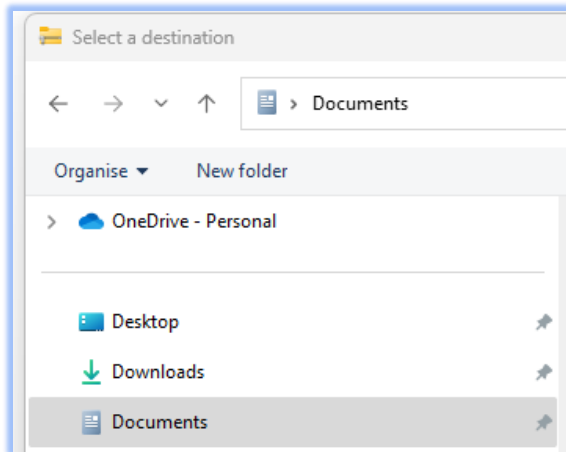 Select a destination
Documents
Organise New folder
OneDrive - Personal
Desktop
Downloads
Documents